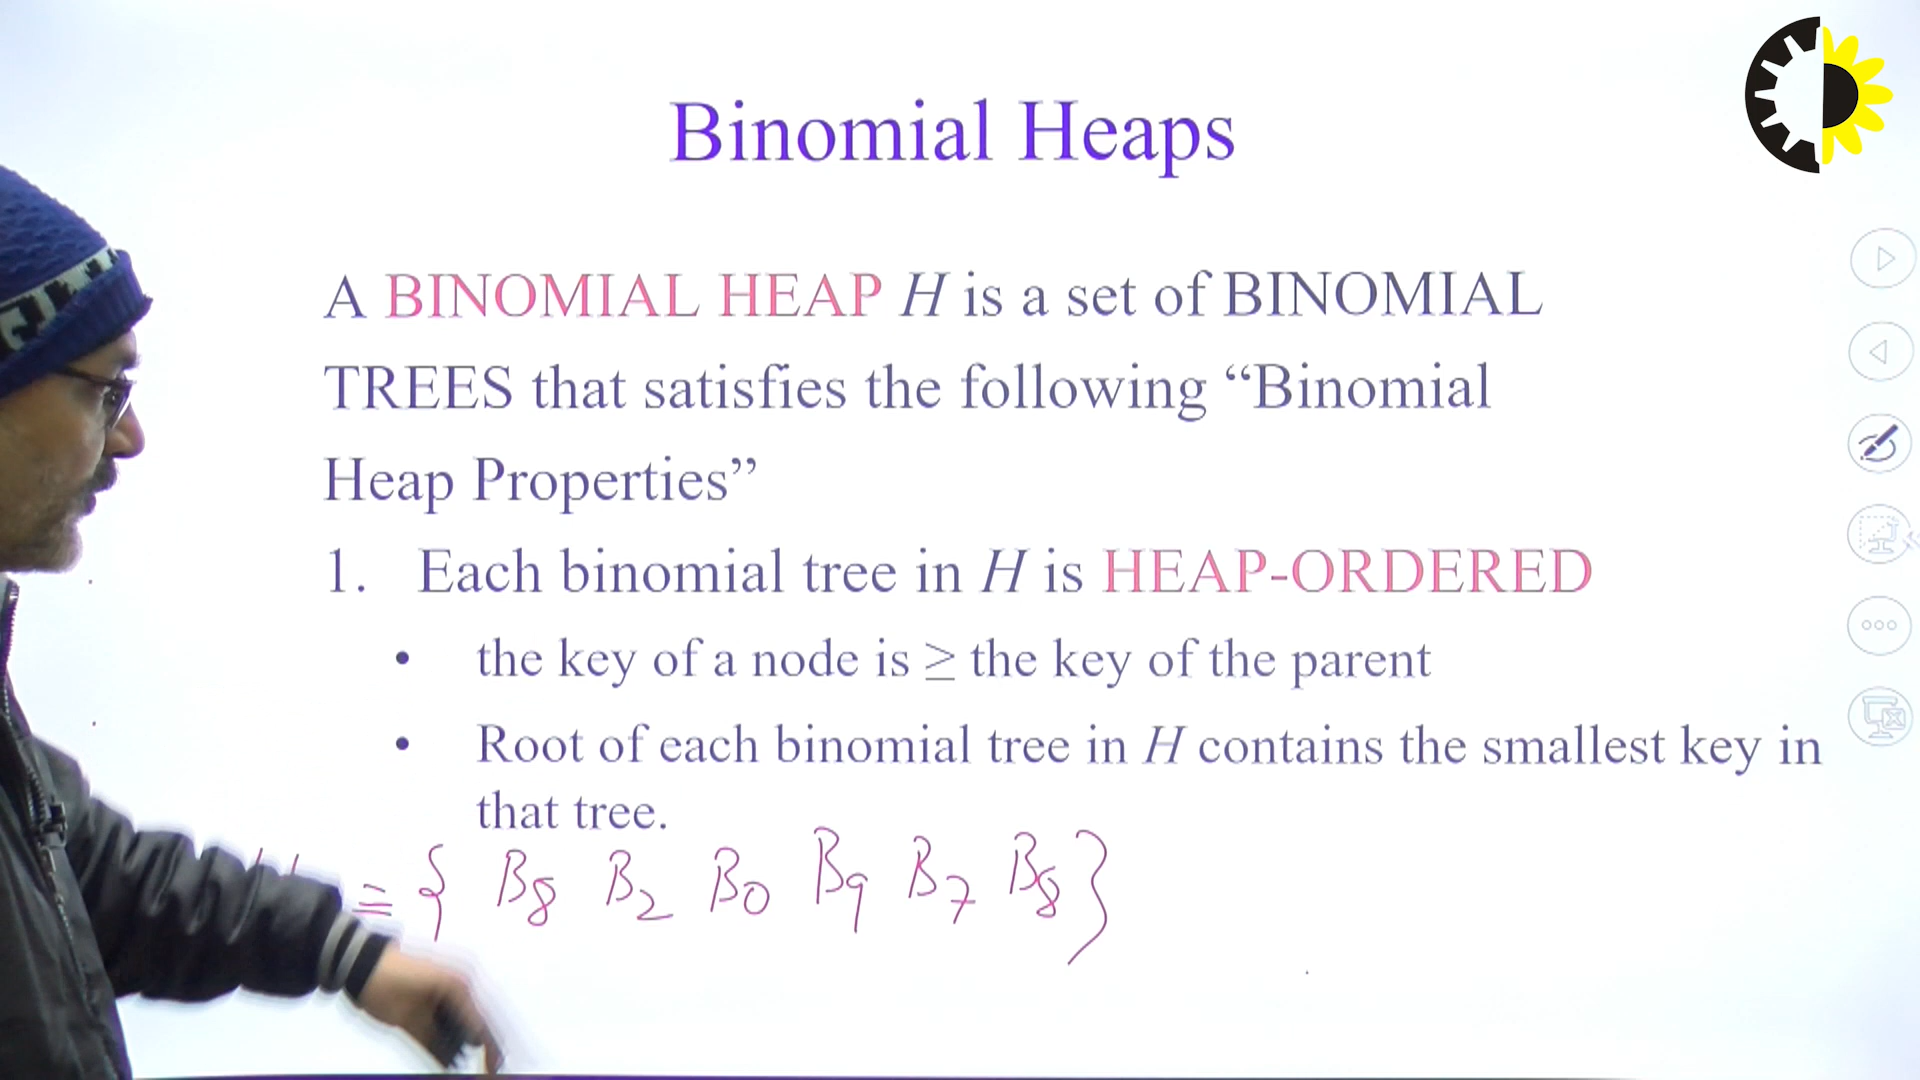 Binomial Heaps
A BINOMIAL HEAP H is a set of BINOMIAL
TREES that satisfies the following “Binomial
Heap Properties”
1. Each binomial tree in H is HEAP-ORDERED
• the key of a node is ≥ the key of the parent
• Root of each binomial tree in H contains the smallest key in
that tree.
= { B8 B2 B0 B9 B7 B8 }